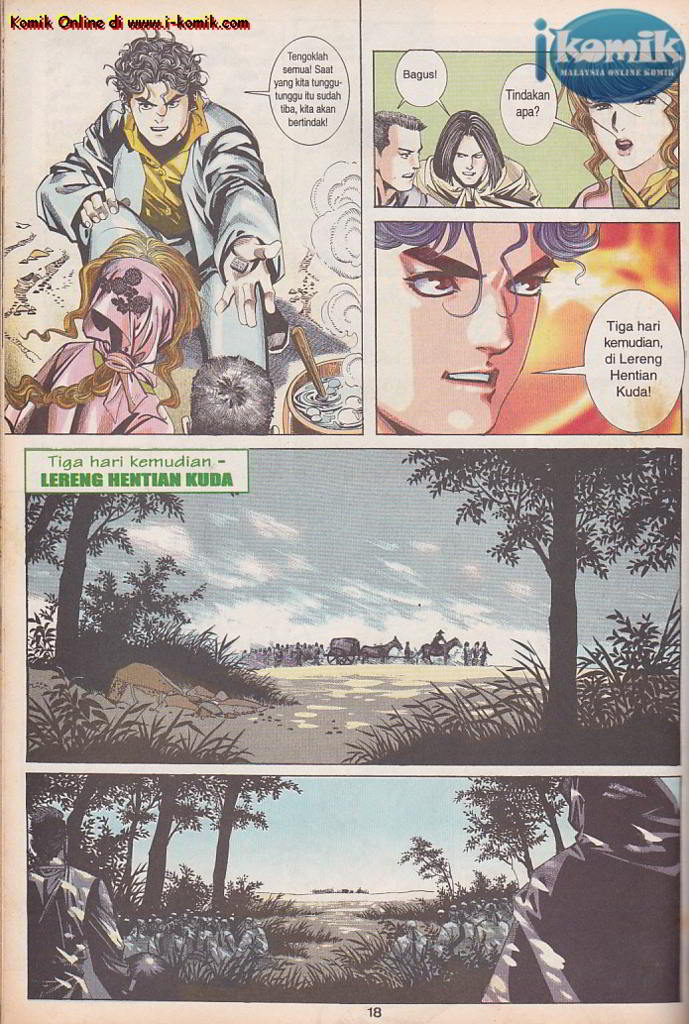 Komik Online di www.i-komik.com
ikomik
MALAYSIA ONLINE KOMIK
Tengoklah
semua! Saat
yang kita tunggu-
tunggu itu sudah
tiba, kita akan
bertindak!
Bagus!
Tindakan
apa?
Tiga hari
kemudian,
di Lereng
Hentian
Kuda!
Tiga hari kemudian –
LERENG HENTIAN KUDA
18